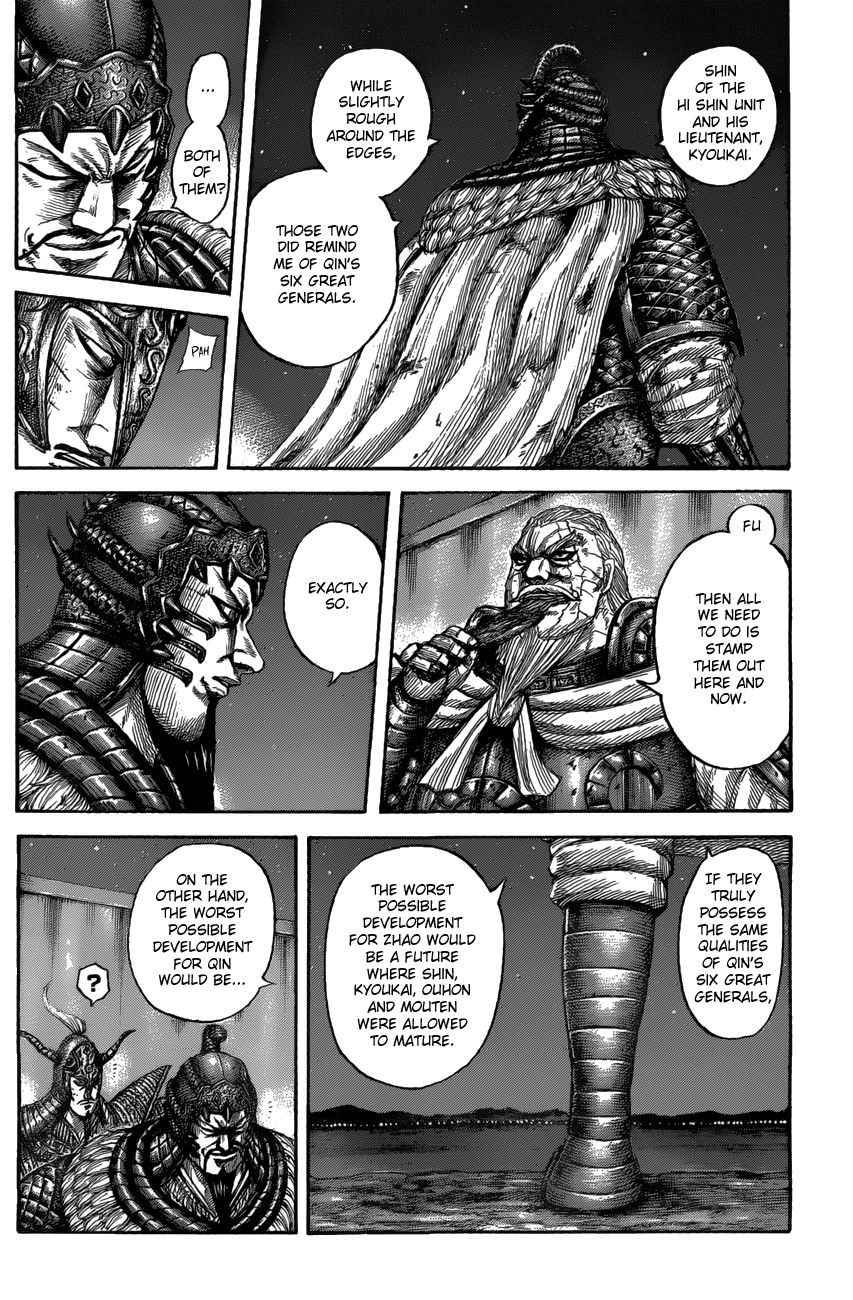 SHIN
OF THE
HI SHIN UNIT
AND HIS
LIEUTENANT,
KYOUKAI.
WHILE
SLIGHTLY
ROUGH
AROUND THE
EDGES,
THOSE TWO
DID REMIND
ME OF QIN'S
SIX GREAT
GENERALS.
...
BOTH
OF
THEM?
PAH
FU
THEN ALL
WE NEED
TO DO IS
STAMP
THEM OUT
HERE AND
NOW.
EXACTLY
SO.
IF THEY
TRULY
POSSESS
THE SAME
QUALITIES
OF QIN'S
SIX GREAT
GENERALS,
THE WORST
POSSIBLE
DEVELOPMENT
FOR ZHAO WOULD
BE A FUTURE
WHERE SHIN,
KYOUKAI, OUHON
AND MOUTEN
WERE ALLOWED
TO MATURE.
ON THE
OTHER HAND,
THE WORST
POSSIBLE
DEVELOPMENT
FOR QIN
WOULD BE...
?